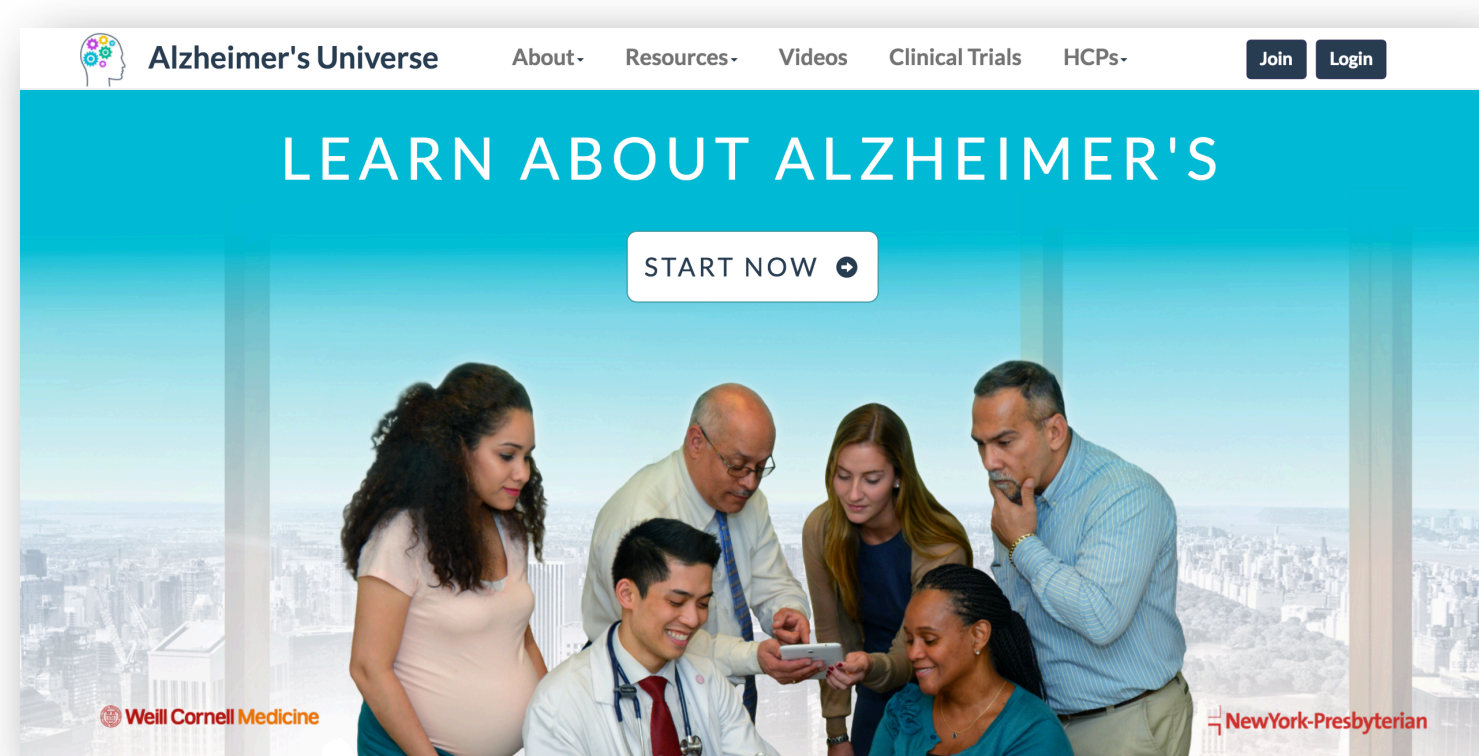 Alzheimer's Universe About Resources Videos Clinical Trials HCPs Join Login
LEARN ABOUT ALZHEIMER'S
START NOW
Weill Cornell Medicine
NewYork-Presbyterian